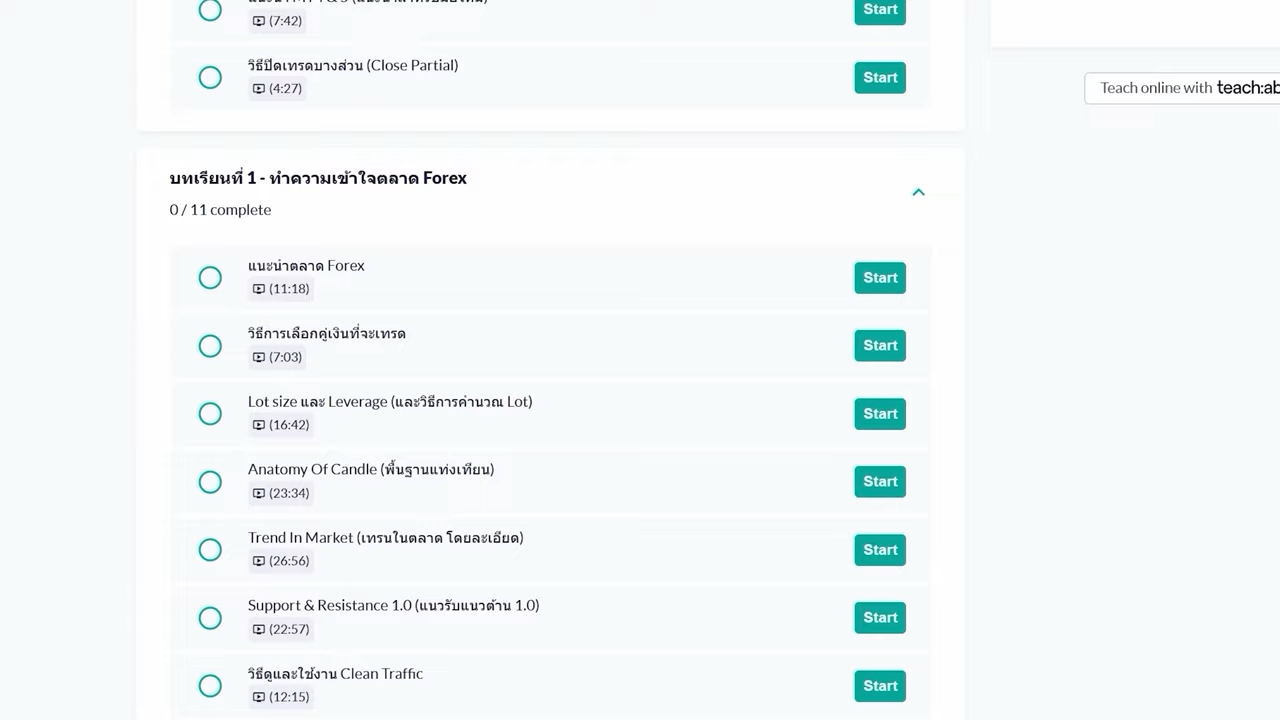 (7:42)
Start
วิธีปิดเทรดบางส่วน (Close Partial)
(4:27)
Start
Teach online with teach:ab
บทเรียนที่ 1 - ทำความเข้าใจตลาด Forex
0 / 11 complete
แนะนำตลาด Forex
(11:18)
Start
วิธีการเลือกคู่เงินที่จะเทรด
(7:03)
Start
Lot size และ Leverage (และวิธีการคำนวณ Lot)
(16:42)
Start
Anatomy Of Candle (พื้นฐานแท่งเทียน)
(23:34)
Start
Trend In Market (เทรนในตลาด โดยละเอียด)
(26:56)
Start
Support & Resistance 1.0 (แนวรับแนวต้าน 1.0)
(22:57)
Start
วิธีดูและใช้งาน Clean Traffic
(12:15)
Start